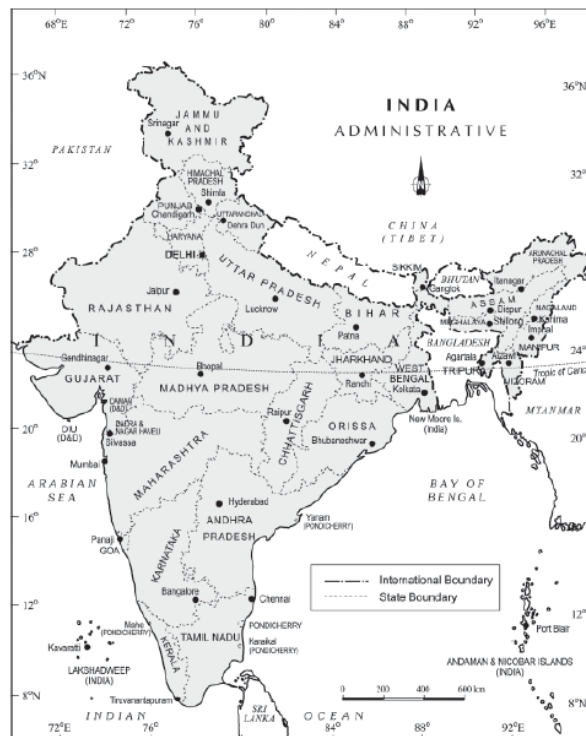 68°E
72°
76°
80°
84°
88°
92°
96°
36°N
36°N
INDIA
ADMINISTRATIVE
JAMMU
AND
KASHMIR
Srinagar
PAKISTAN
32°
32°
HIMACHAL
PRADESH
Shimla
PUNJAB
Chandigarh
UTTARANCHAL
Dehra Dun
CHINA
(TIBET)
HARYANA
DELHI
28°
28°
NEPAL
SIKKIM
Gangtok
BHUTAN
ARUNACHAL
PRADESH
Itanagar
UTTAR PRADESH
Jaipur
RAJASTHAN
Lucknow
BIHAR
Patna
ASSAM
Dispur
NAGALAND
Kohima
MEGHALAYA
Shillong
Imphal
MANIPUR
BANGLADESH
INDIA
24°
24°
Gandhinagar
GUJARAT
Bhopal
MADHYA PRADESH
JHARKHAND
Ranchi
WEST
BENGAL
Kolkata
Agartala
TRIPURA
Aizawl
MIZORAM
Tropic of Canc
MYANMAR
DIU
(D&D)
DAMAN
(D&D)
DADRA &
NAGAR HAVELI
Silvassa
20°
20°
Raipur
CHHATTISGARH
ORISSA
Bhubaneshwar
New Moore Is.
(India)
MAHARASHTRA
Mumbai
ARABIAN
SEA
BAY OF
BENGAL
Hyderabad
ANDHRA
PRADESH
Yanam
(PONDICHERRY)
16°
16°
Panaji
GOA
KARNATAKA
International Boundary
State Boundary
Bangalore
Chennai
12°
12°
Mahe
(PONDICHERRY)
PONDICHERRY
Karaikal
(PONDICHERRY)
TAMIL NADU
KERALA
Kavaratti
LAKSHADWEEP
(INDIA)
Port Blair
ANDAMAN & NICOBAR ISLANDS
(INDIA)
0
200
400
600 km
8°N
8°N
Tiruvanantapuram
SRI
LANKA
INDIAN
OCEAN
72°E
76°
80°
84°
88°
92°E